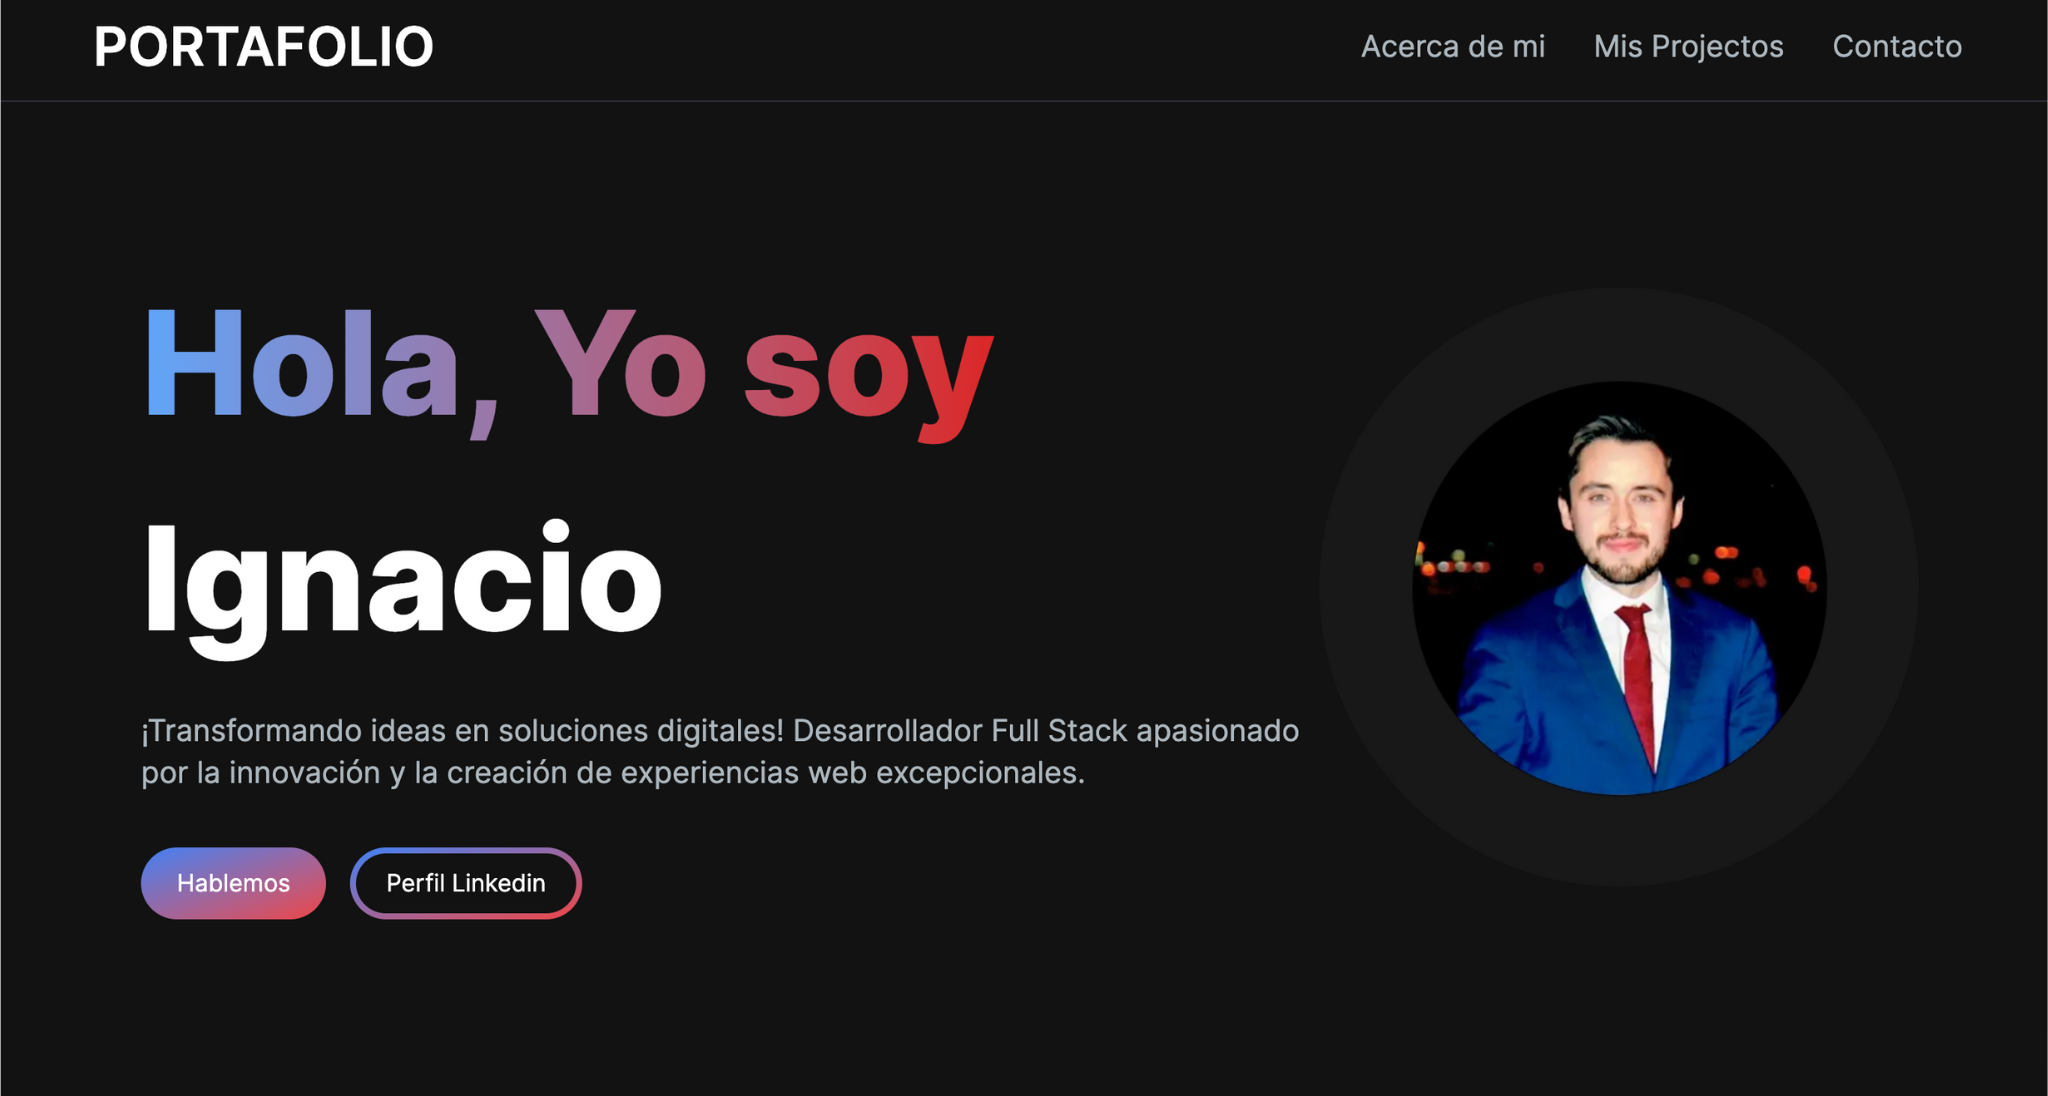 PORTAFOLIO
Acerca de mi
Mis Projectos
Contacto
Hola, Yo soy
Ignacio
¡Transformando ideas en soluciones digitales! Desarrollador Full Stack apasionado
por la innovación y la creación de experiencias web excepcionales.
Hablemos
Perfil Linkedin